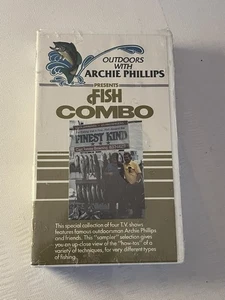 OUTDOORS
WITH
ARCHIE PHILLIPS
PRESENTS
FISH
COMBO
FINEST KIND
This special collection of four T.V. shows
features famous outdoorsman Archie Phillips
and friends. This "sampler" selection gives
you an up-close view of the "how-tos" of a
variety of techniques, for very different types
of fishing.